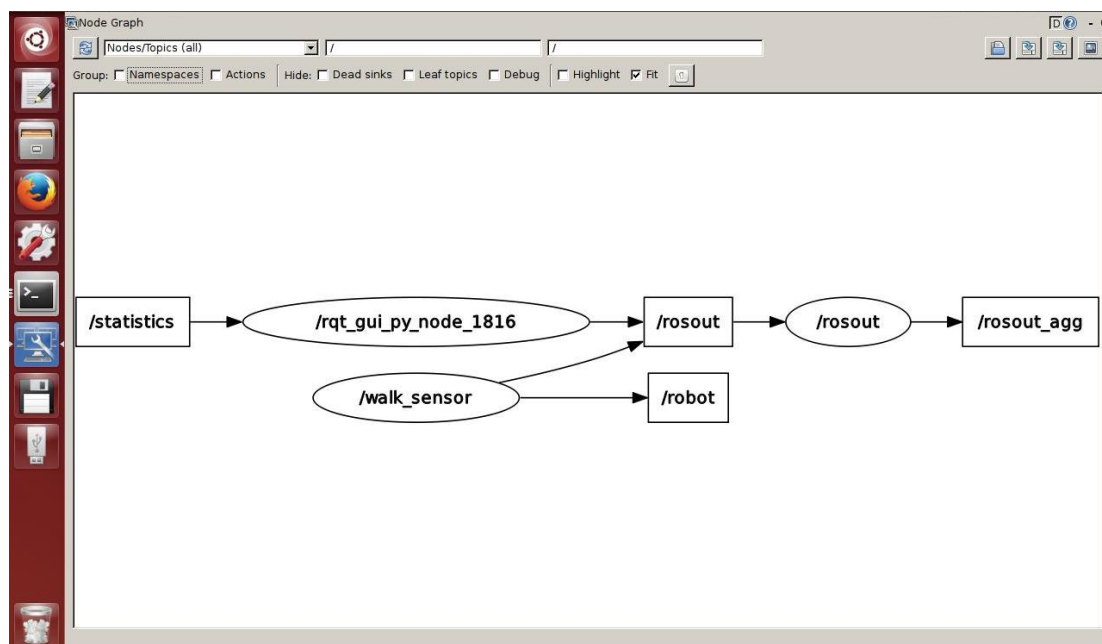 Node Graph D
Nodes/Topics (all) / /
Group: Namespaces Actions Hide: Dead sinks Leaf topics Debug Highlight Fit
/statistics /rqt_gui_py_node_1816 /rosout /rosout /rosout_agg
/walk_sensor /robot